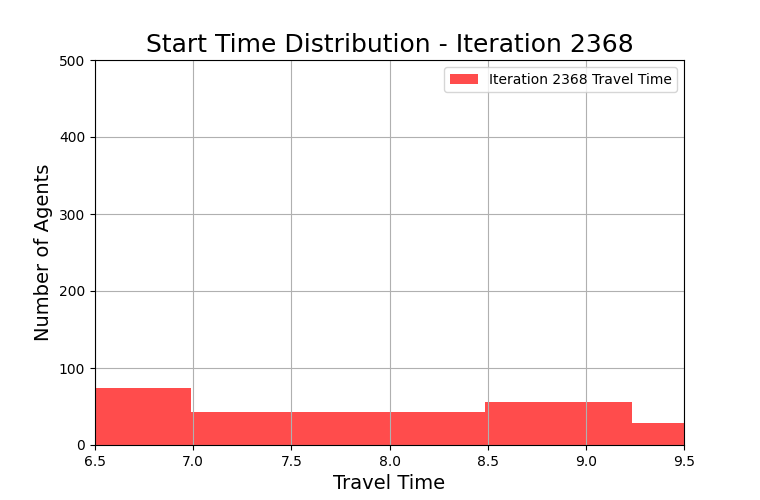 Start Time Distribution - Iteration 2368
Iteration 2368 Travel Time
Number of Agents
500
400
300
200
100
0
6.5 7.0 7.5 8.0 8.5 9.0 9.5
Travel Time